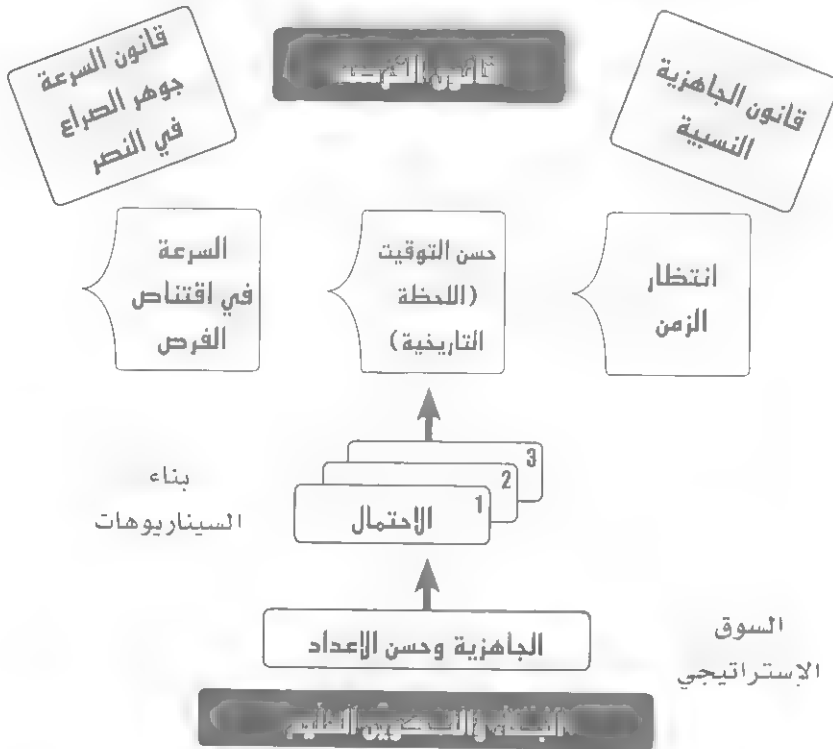 قانون السرعة
جوهر الصراع
في النصر
قانون الجاهزية
النسبية
السرعة
في اقتناص
الفرص
حسن التوقيت
(اللحظة
التاريخية)
انتظار
الزمن
بناء
السيناريوهات
3
2
1
الاحتمال
الجاهزية وحسن الإعداد
السوق
الإستراتيجي